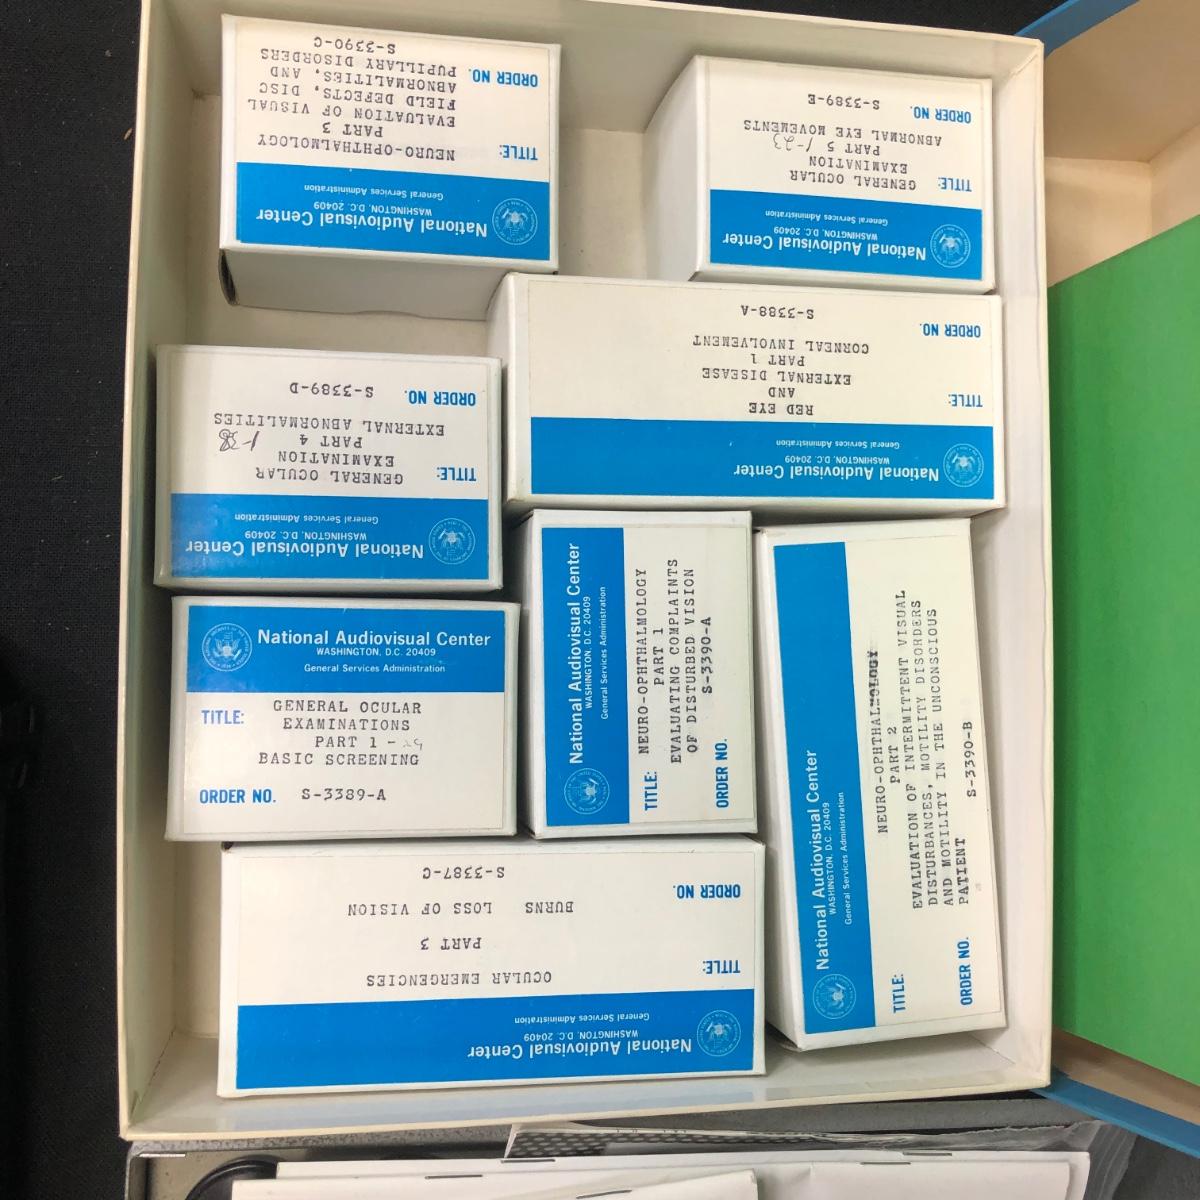 National Audiovisual Center
WASHINGTON, D.C. 20409
General Services Administration
TITLE: NEURO-OPHTHALMOLOGY
PART 3
EVALUATION OF VISUAL
FIELD DEFECTS, DISC
ABNORMALITIES, AND
PUPILLARY DISORDERS
ORDER NO. S-3390-C
National Audiovisual Center
WASHINGTON, D.C. 20409
General Services Administration
TITLE: GENERAL OCULAR
EXAMINATION
PART 5 1-23
ABNORMAL EYE MOVEMENTS
ORDER NO. S-3389-E
National Audiovisual Center
WASHINGTON, D.C. 20409
General Services Administration
TITLE: RED EYE
AND
EXTERNAL DISEASE
PART 1
CORNEAL INVOLVEMENT
ORDER NO. S-3388-A
National Audiovisual Center
WASHINGTON, D.C. 20409
General Services Administration
TITLE: GENERAL OCULAR
EXAMINATION
PART 4 1-38
EXTERNAL ABNORMALITIES
ORDER NO. S-3389-D
National Audiovisual Center
WASHINGTON, D.C. 20409
General Services Administration
TITLE: GENERAL OCULAR
EXAMINATIONS
PART 1 -
BASIC SCREENING
ORDER NO. S-3389-A
National Audiovisual Center
WASHINGTON, D.C. 20409
General Services Administration
TITLE: NEURO-OPHTHALMOLOGY
PART 1
EVALUATING COMPLAINTS
OF DISTURBED VISION
ORDER NO. S-3390-A
National Audiovisual Center
WASHINGTON, D.C. 20409
General Services Administration
TITLE: NEURO-OPHTHALMOLOGY
PART 2
EVALUATION OF INTERMITTENT VISUAL
DISTURBANCES, MOTILITY DISORDERS
AND MOTILITY IN THE UNCONSCIOUS
PATIENT
ORDER NO. S-3390-B
National Audiovisual Center
WASHINGTON, D.C. 20409
General Services Administration
TITLE: OCULAR EMERGENCIES
PART 3
BURNS LOSS OF VISION
ORDER NO. S-3387-C